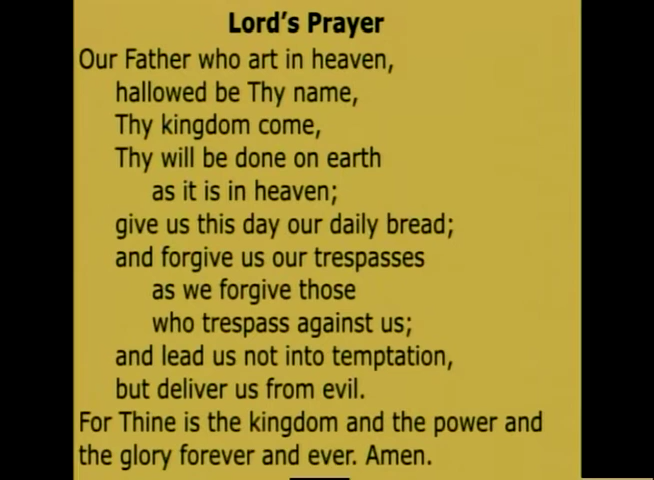 Lord's Prayer
Our Father who art in heaven,
hallowed be Thy name,
Thy kingdom come,
Thy will be done on earth
as it is in heaven;
give us this day our daily bread;
and forgive us our trespasses
as we forgive those
who trespass against us;
and lead us not into temptation,
but deliver us from evil.
For Thine is the kingdom and the power and
the glory forever and ever. Amen.